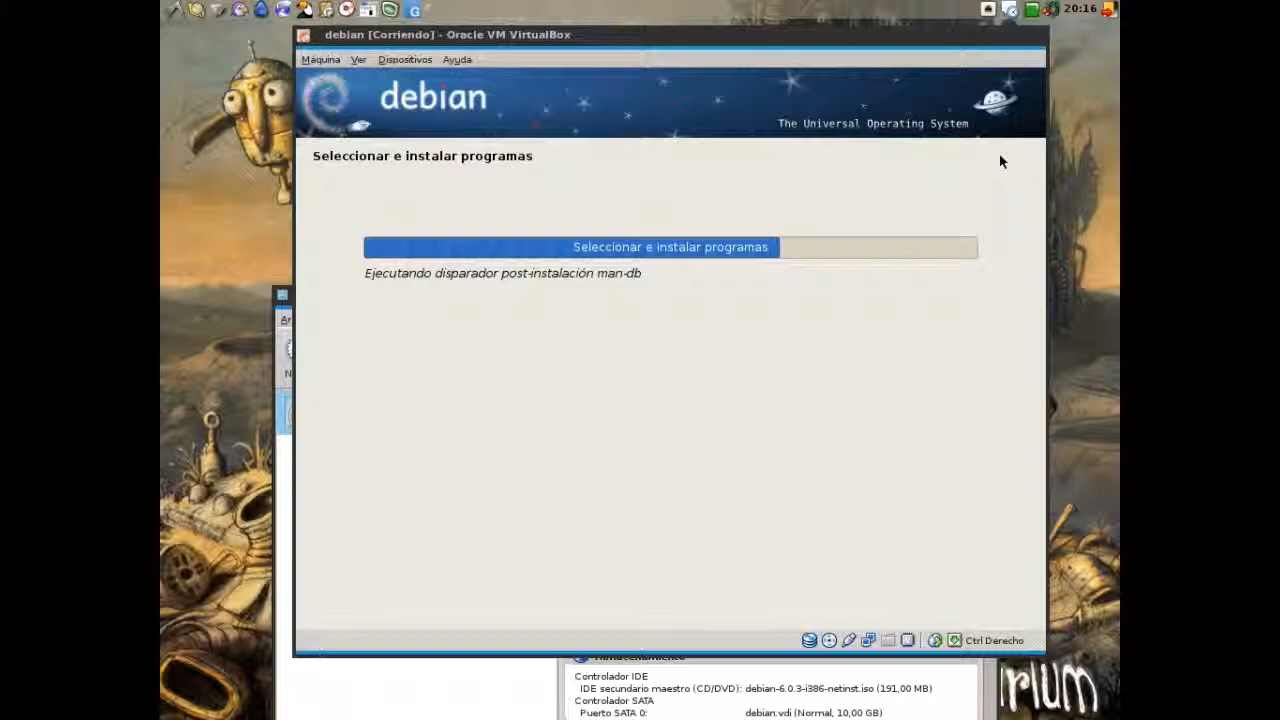 20:16
debian [Corriendo] - Oracle VM VirtualBox
Máquina Ver Dispositivos Ayuda
debian
The Universal Operating System
Seleccionar e instalar programas
Seleccionar e instalar programas
Ejecutando disparador post-instalación man-db
Ar
N
Ctrl Derecho
Controlador IDE
IDE secundario maestro (CD/DVD): debian-6.0.3-i386-netinst.iso (191,00 MB)
Controlador SATA
Puerto SATA 0: debian.vdi (Normal, 10,00 GB)